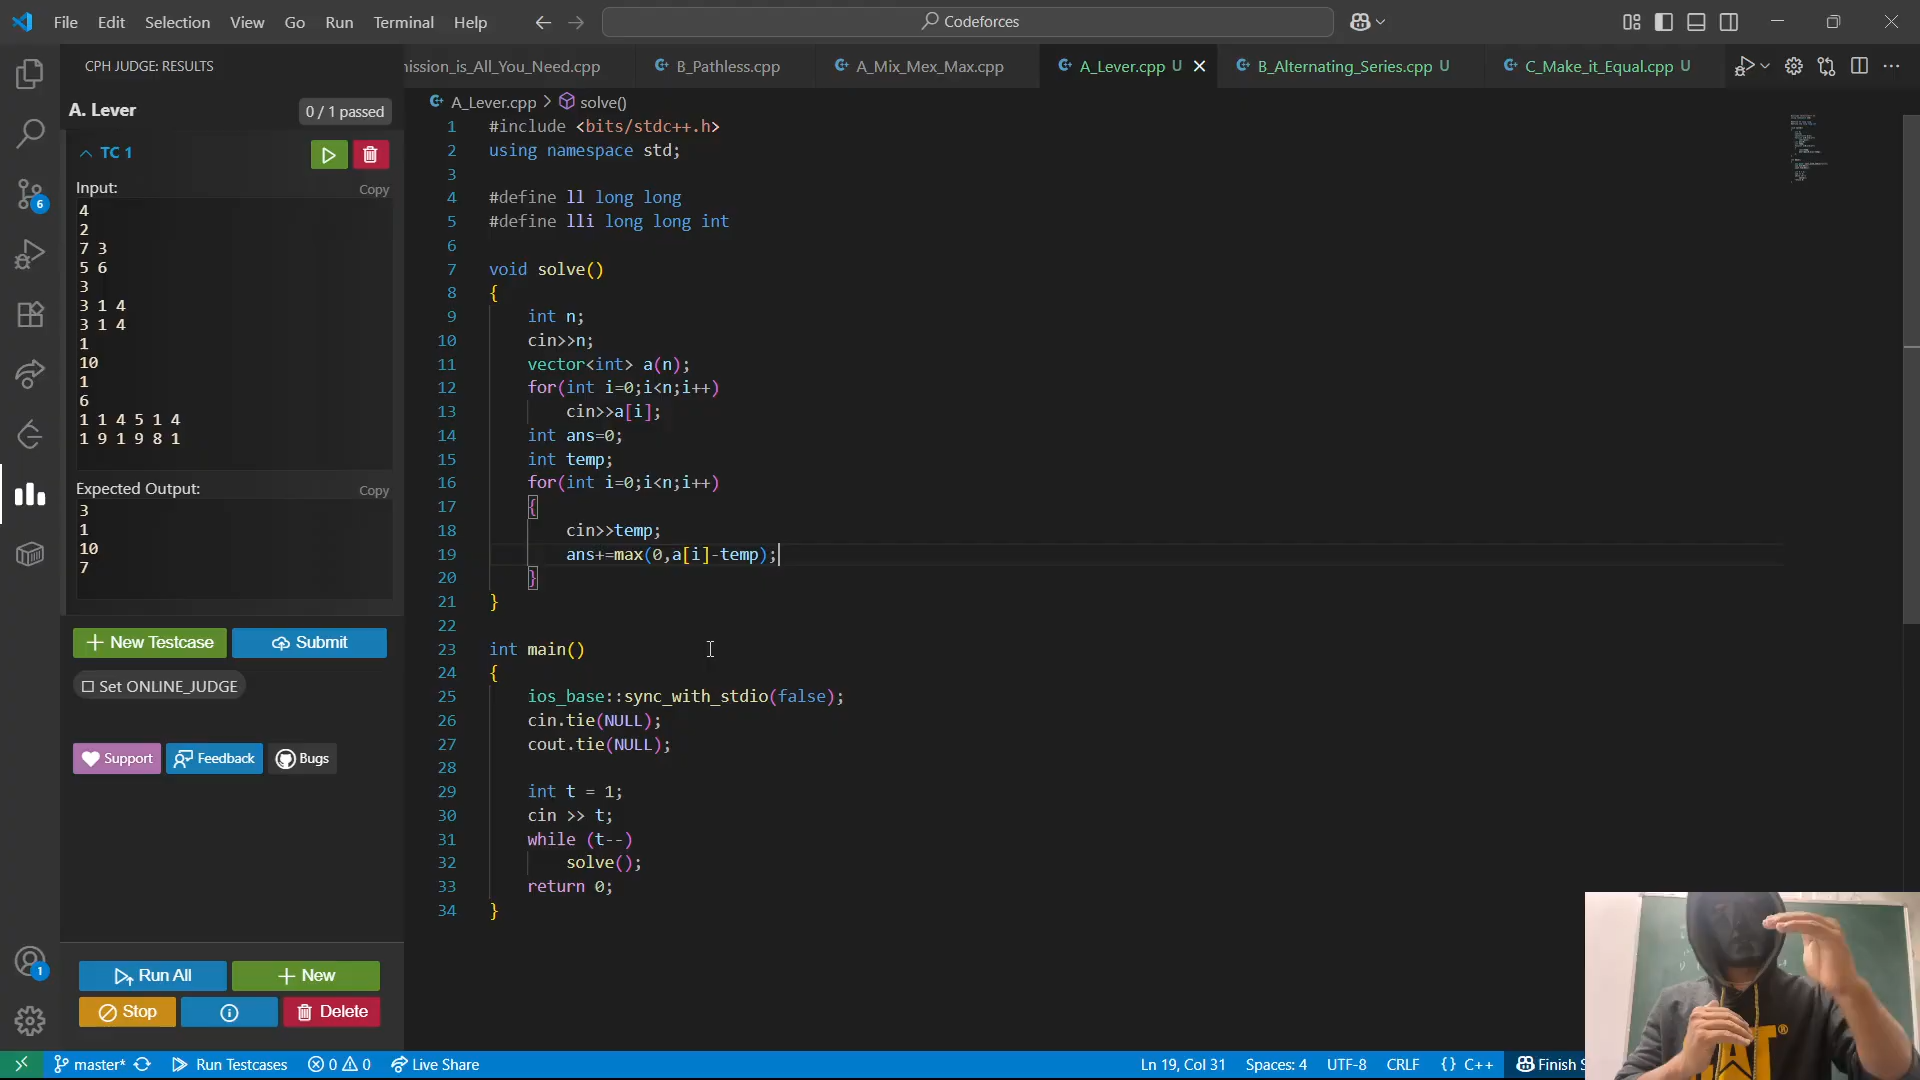 File Edit Selection View Go Run Terminal Help
Codeforces
CPH JUDGE: RESULTS
ission_is_All_You_Need.cpp
B_Pathless.cpp
A_Mix_Mex_Max.cpp
A_Lever.cpp U
B_Alternating_Series.cpp U
C_Make_it_Equal.cpp U
A. Lever
0 / 1 passed
TC 1
Input:
Copy
4
2
7 3
5 6
3
3 1 4
3 1 4
1
10
1
6
1 1 4 5 1 4
1 9 1 9 8 1
Expected Output:
Copy
3
1
10
7
New Testcase
Submit
Set ONLINE_JUDGE
Support
Feedback
Bugs
Run All
New
Stop
Delete
6
1
A_Lever.cpp > solve()
1 #include <bits/stdc++.h>
2 using namespace std;
3
4 #define ll long long
5 #define lli long long int
6
7 void solve()
8 {
9 int n;
10 cin>>n;
11 vector<int> a(n);
12 for(int i=0;i<n;i++)
13 cin>>a[i];
14 int ans=0;
15 int temp;
16 for(int i=0;i<n;i++)
17 {
18 cin>>temp;
19 ans+=max(0,a[i]-temp);
20 }
21 }
22
23 int main()
24 {
25 ios_base::sync_with_stdio(false);
26 cin.tie(NULL);
27 cout.tie(NULL);
28
29 int t = 1;
30 cin >> t;
31 while (t--)
32 solve();
33 return 0;
34 }
master*
Run Testcases
0 0
Live Share
Ln 19, Col 31
Spaces: 4
UTF-8
CRLF
{ } C++
Finish S